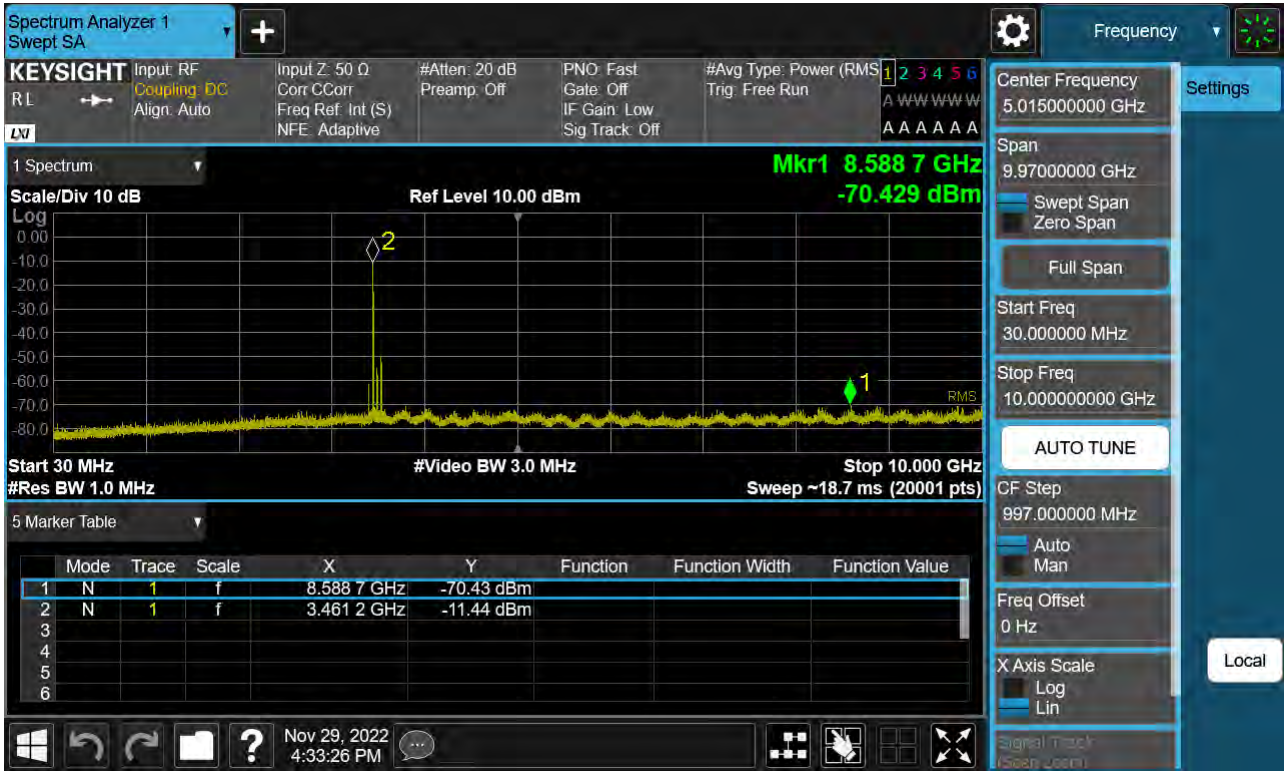 Spectrum Analyzer 1
Swept SA
+
Frequency
KEYSIGHT
RL
LXI
Input: RF
Coupling: DC
Align: Auto
Input Z: 50 Ω
Corr CCorr
Freq Ref: Int (S)
NFE: Adaptive
#Atten: 20 dB
Preamp: Off
PNO: Fast
Gate: Off
IF Gain: Low
Sig Track: Off
#Avg Type: Power (RMS
Trig: Free Run
1 2 3 4 5 6
A W W W W W
A A A A A A
1 Spectrum
Mkr1 8.588 7 GHz
-70.429 dBm
Scale/Div 10 dB
Ref Level 10.00 dBm
Log
0.00
-10.0
-20.0
-30.0
-40.0
-50.0
-60.0
-70.0
-80.0
2
1
RMS
Start 30 MHz
#Video BW 3.0 MHz
Stop 10.000 GHz
#Res BW 1.0 MHz
Sweep ~18.7 ms (20001 pts)
5 Marker Table
Mode Trace Scale X Y Function Function Width Function Value
1 N 1 f 8.588 7 GHz -70.43 dBm
2 N 1 f 3.461 2 GHz -11.44 dBm
3
4
5
6
Nov 29, 2022
4:33:26 PM
?
Center Frequency
5.015000000 GHz
Settings
Span
9.97000000 GHz
Swept Span
Zero Span
Full Span
Start Freq
30.000000 MHz
Stop Freq
10.000000000 GHz
AUTO TUNE
CF Step
997.000000 MHz
Auto
Man
Freq Offset
0 Hz
X Axis Scale
Log
Lin
Local
Signal Track
(Span Zoom)